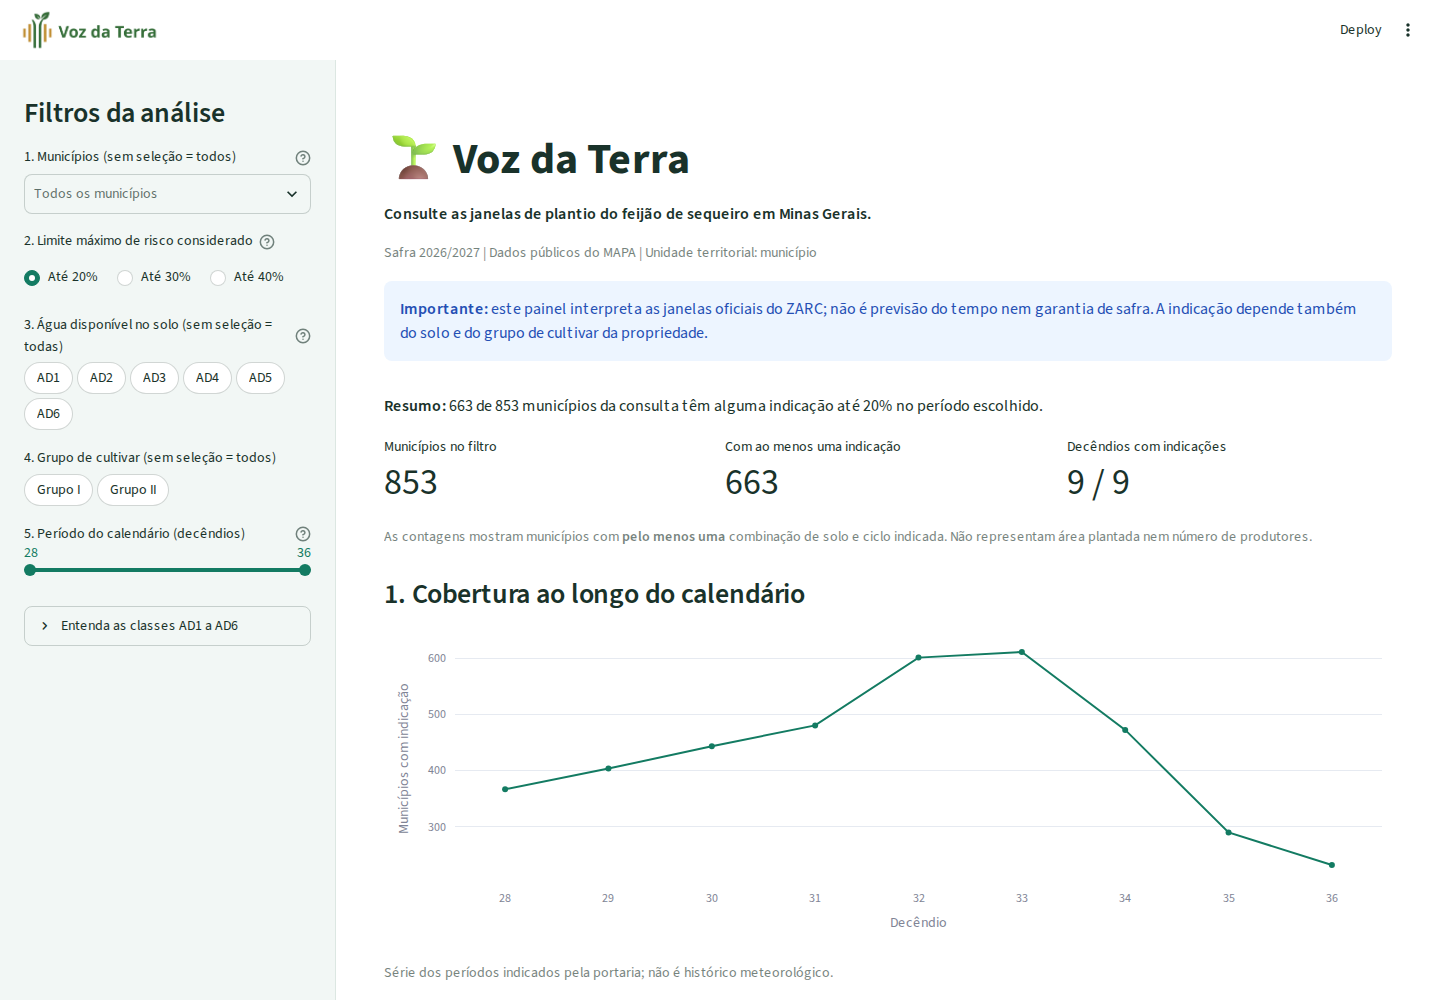 Voz da Terra
Deploy
Filtros da análise
1. Municípios (sem seleção = todos)
Todos os municípios
2. Limite máximo de risco considerado
Até 20%
Até 30%
Até 40%
3. Água disponível no solo (sem seleção =
todas)
AD1
AD2
AD3
AD4
AD5
AD6
4. Grupo de cultivar (sem seleção = todos)
Grupo I
Grupo II
5. Período do calendário (decêndios)
28
36
Entenda as classes AD1 a AD6
Voz da Terra
Consulte as janelas de plantio do feijão de sequeiro em Minas Gerais.
Safra 2026/2027 | Dados públicos do MAPA | Unidade territorial: município
Importante: este painel interpreta as janelas oficiais do ZARC; não é previsão do tempo nem garantia de safra. A indicação depende também
do solo e do grupo de cultivar da propriedade.
Resumo: 663 de 853 municípios da consulta têm alguma indicação até 20% no período escolhido.
Municípios no filtro
853
Com ao menos uma indicação
663
Decêndios com indicações
9 / 9
As contagens mostram municípios com pelo menos uma combinação de solo e ciclo indicada. Não representam área plantada nem número de produtores.
1. Cobertura ao longo do calendário
Municípios com indicação
600
500
400
300
28
29
30
31
32
33
34
35
36
Decêndio
Série dos períodos indicados pela portaria; não é histórico meteorológico.